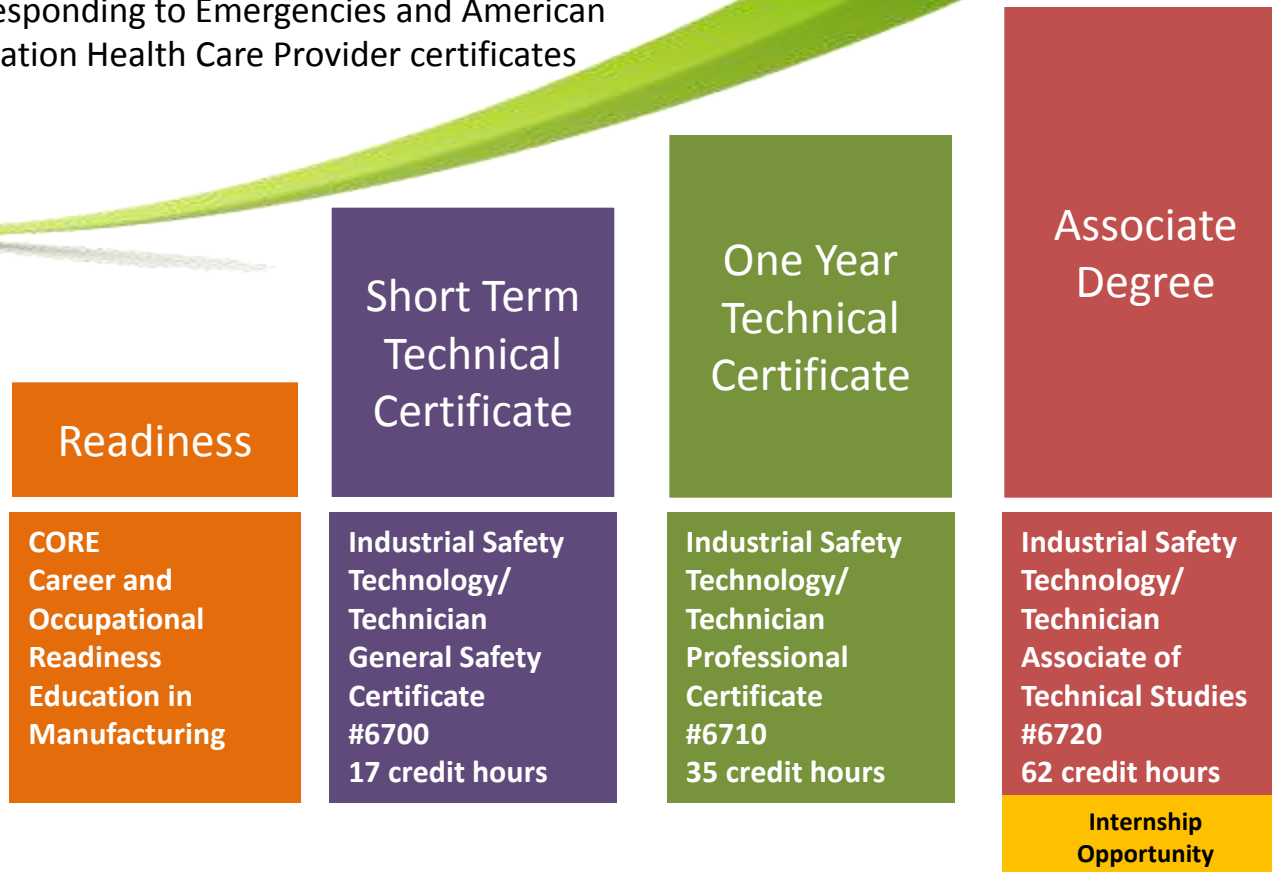 Responding to Emergencies and American
ation Health Care Provider certificates
Readiness
Short Term
Technical
Certificate
One Year
Technical
Certificate
Associate
Degree
CORE
Career and
Occupational
Readiness
Education in
Manufacturing
Industrial Safety
Technology/
Technician
General Safety
Certificate
#6700
17 credit hours
Industrial Safety
Technology/
Technician
Professional
Certificate
#6710
35 credit hours
Industrial Safety
Technology/
Technician
Associate of
Technical Studies
#6720
62 credit hours
Internship
Opportunity